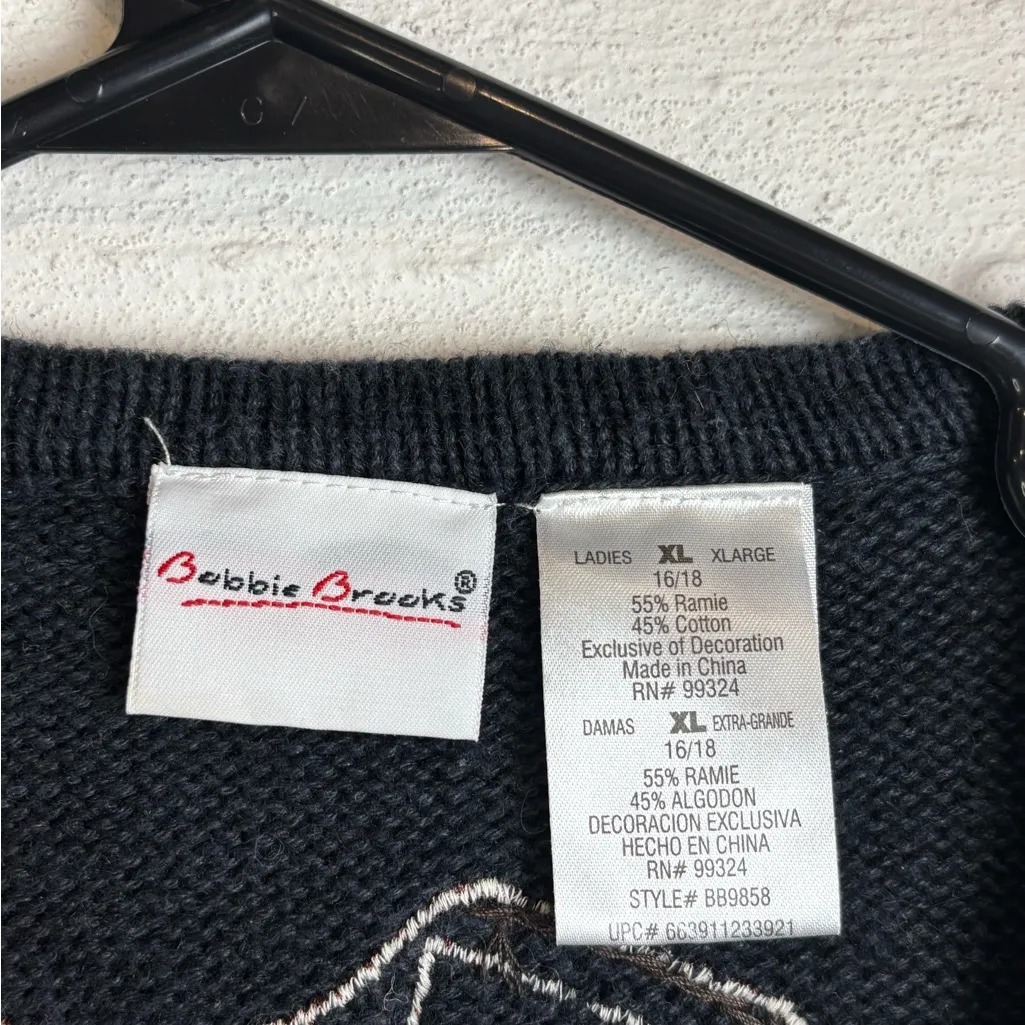 Bobbie Brooks®
LADIES XL XLARGE
16/18
55% Ramie
45% Cotton
Exclusive of Decoration
Made in China
RN# 99324
DAMAS XL EXTRA-GRANDE
16/18
55% RAMIE
45% ALGODON
DECORACION EXCLUSIVA
HECHO EN CHINA
RN# 99324
STYLE# BB9858
UPC# 663911233921